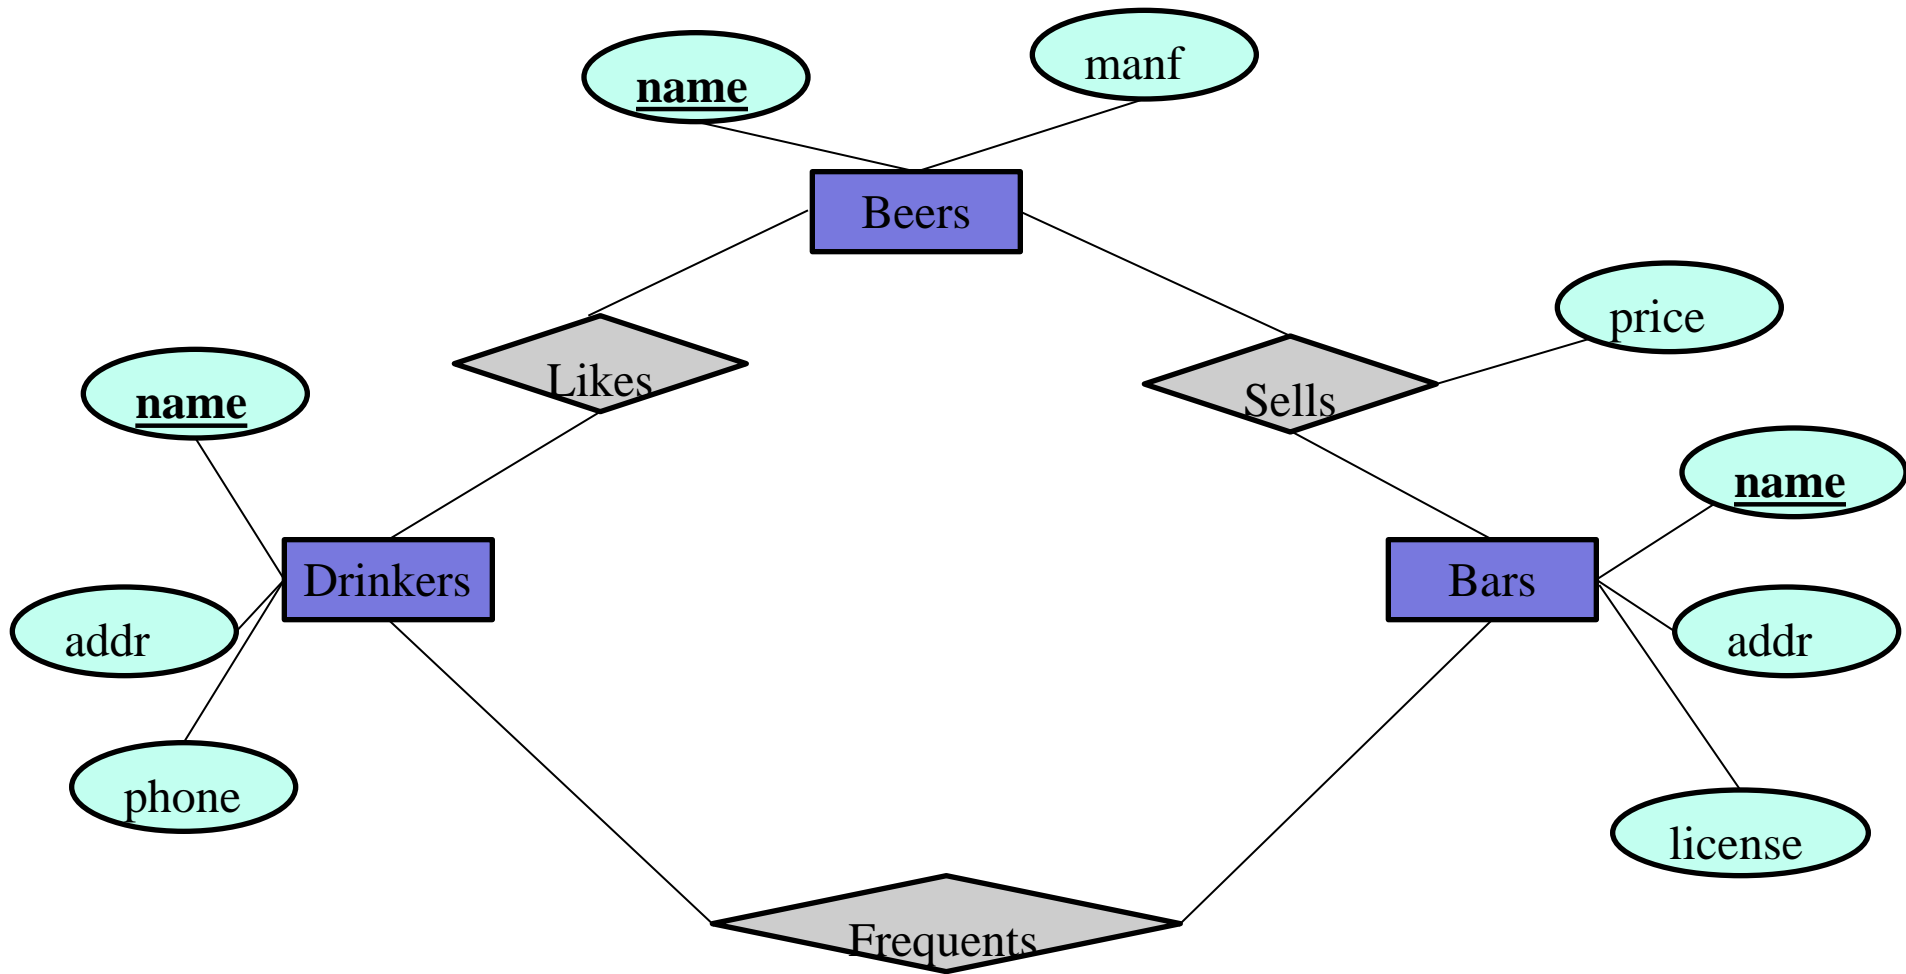 name
manf
Beers
price
Likes
Sells
name
name
Drinkers
Bars
addr
addr
phone
license
Frequents